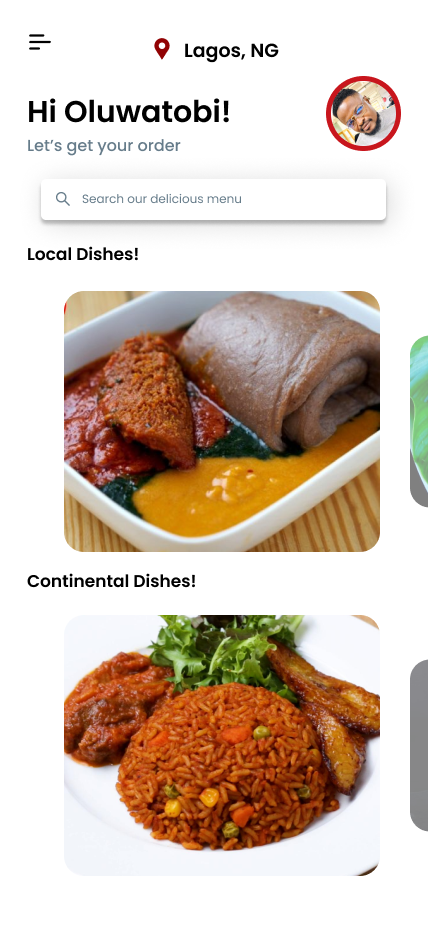 Lagos, NG
Hi Oluwatobi!
Let’s get your order
Search our delicious menu
Local Dishes!
Continental Dishes!